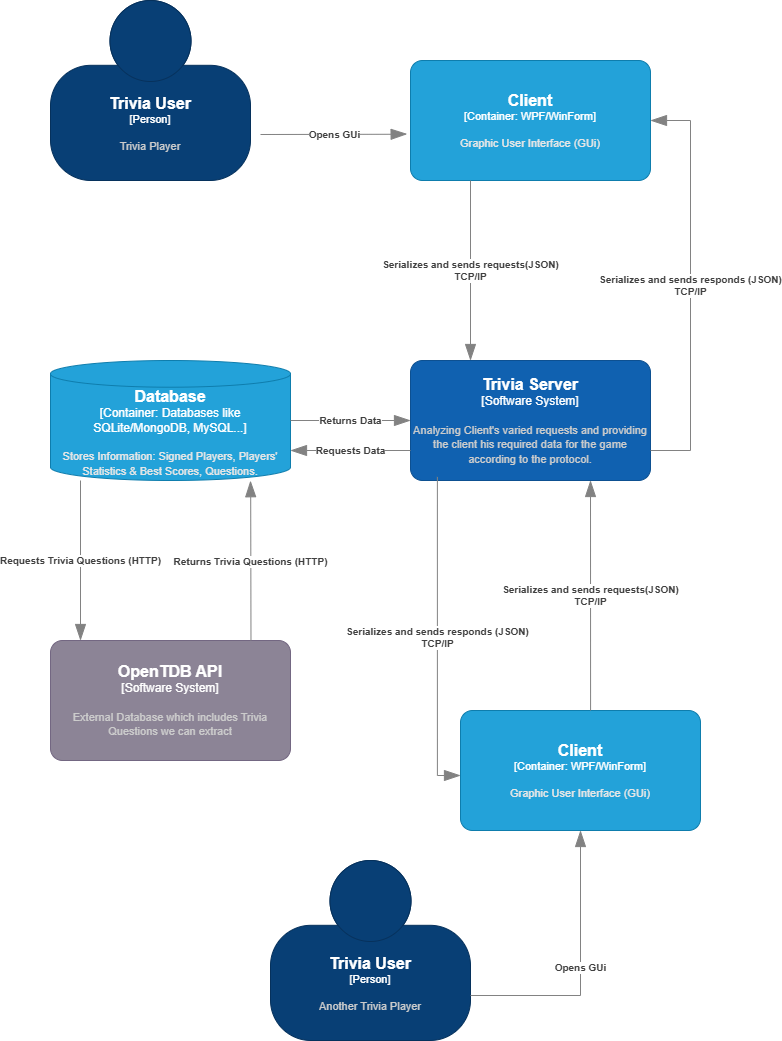 Trivia User
[Person]
Trivia Player
Opens GUi
Client
[Container: WPF/WinForm]
Graphic User Interface (GUi)
Serializes and sends requests(JSON)
TCP/IP
Serializes and sends responds (JSON)
TCP/IP
Database
[Container: Databases like
SQLite/MongoDB, MySQL...]
Stores Information: Signed Players, Players'
Statistics & Best Scores, Questions.
Returns Data
Requests Data
Trivia Server
[Software System]
Analyzing Client's varied requests and providing
the client his required data for the game
according to the protocol.
Requests Trivia Questions (HTTP)
Returns Trivia Questions (HTTP)
Serializes and sends requests(JSON)
TCP/IP
Serializes and sends responds (JSON)
TCP/IP
OpenTDB API
[Software System]
External Database which includes Trivia
Questions we can extract
Client
[Container: WPF/WinForm]
Graphic User Interface (GUi)
Trivia User
[Person]
Another Trivia Player
Opens GUi